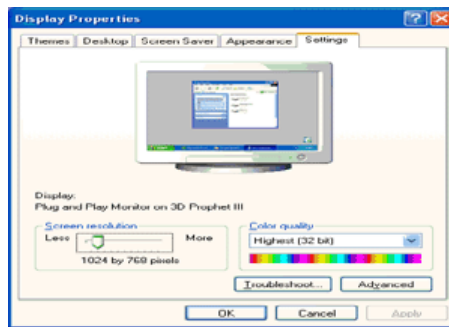 Display Properties
Themes Desktop Screen Saver Appearance Settings
Display:
Plug and Play Monitor on 3D Prophet III
Screen resolution
Less More
1024 by 768 pixels
Color quality
Highest (32 bit)
Troubleshoot... Advanced
OK Cancel Apply